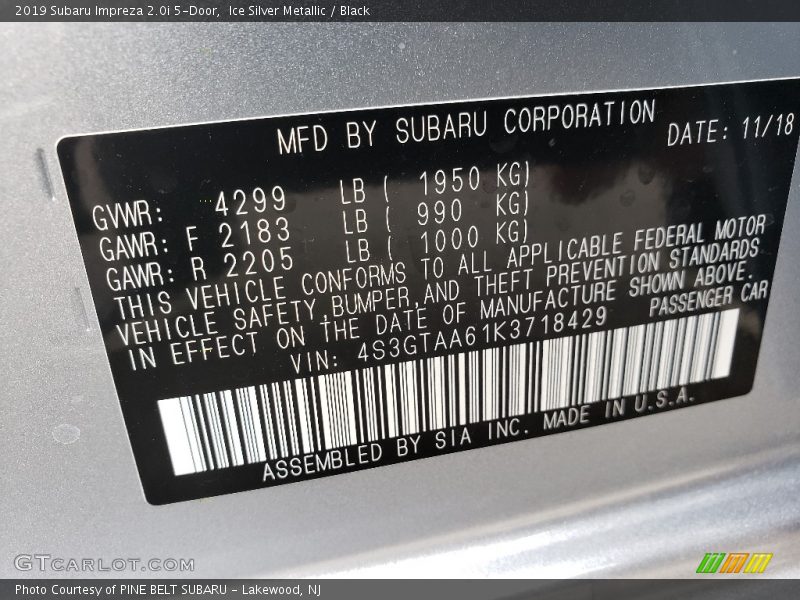 2019 Subaru Impreza 2.0i 5-Door,  Ice Silver Metallic / Black
MFD BY SUBARU CORPORATION DATE: 11/18
GVWR: 4299 LB ( 1950 KG)
GAWR: F 2183 LB ( 990 KG)
GAWR: R 2205 LB ( 1000 KG)
THIS VEHICLE CONFORMS TO ALL APPLICABLE FEDERAL MOTOR
VEHICLE SAFETY,BUMPER,AND THEFT PREVENTION STANDARDS
IN EFFECT ON THE DATE OF MANUFACTURE SHOWN ABOVE.
VIN: 4S3GTAA61K3718429 PASSENGER CAR
ASSEMBLED BY SIA INC. MADE IN U.S.A.
GTCARLOT.COM
Photo Courtesy of PINE BELT SUBARU - Lakewood, NJ